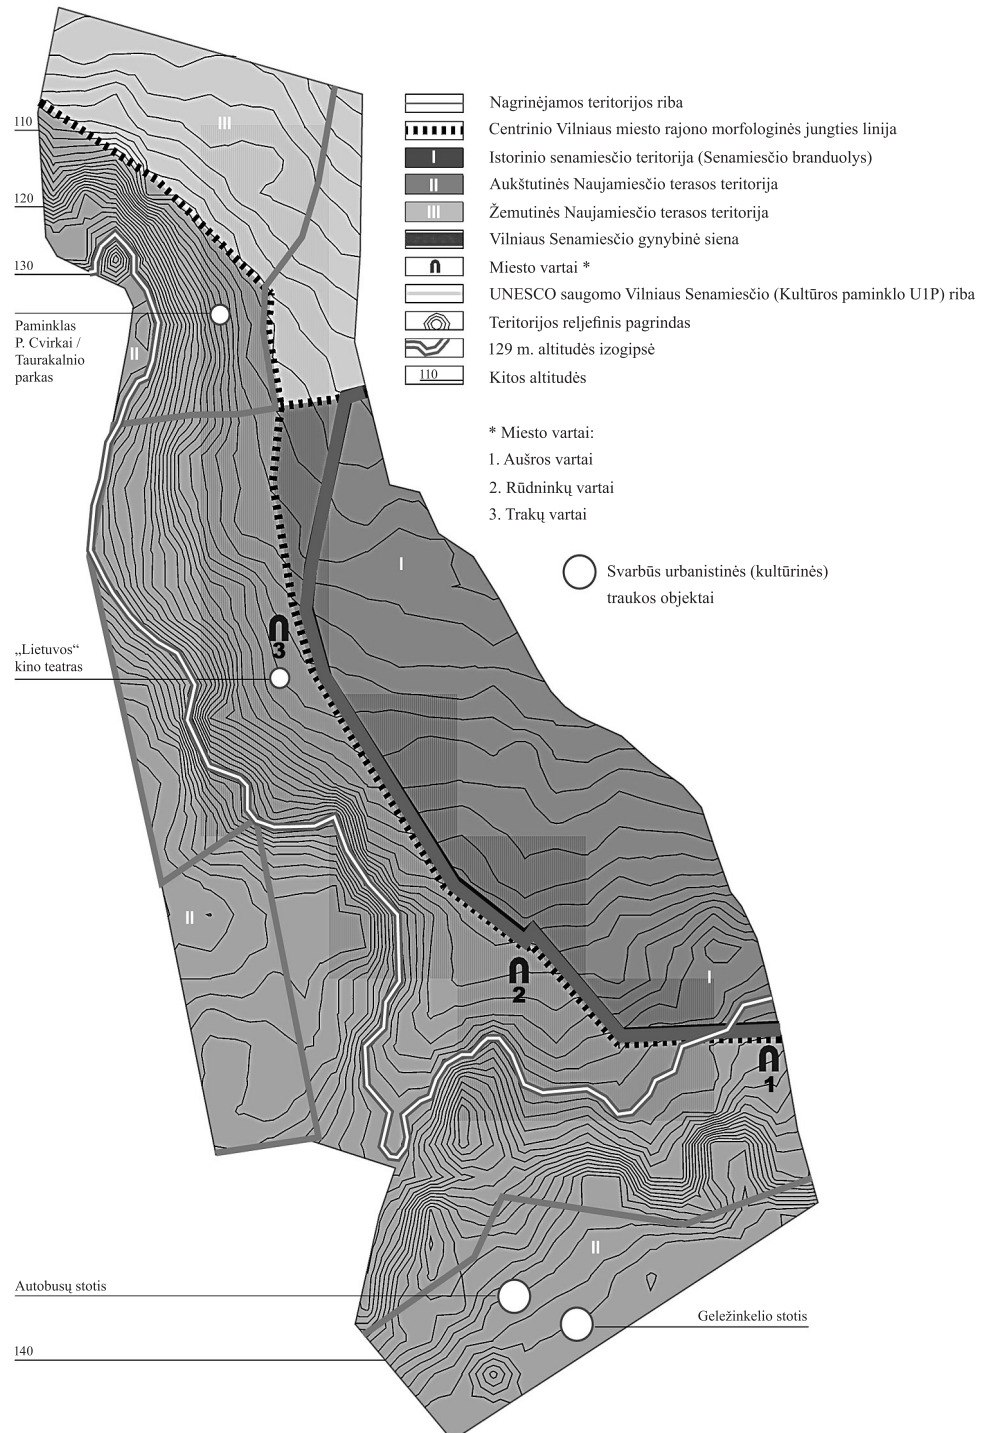 III
110
120
130
Paminklas
P. Cvirkai /
Taurakalnio
parkas
II
I
3
„Lietuvos“
kino teatras
II
I
2
1
II
Autobusų stotis
Geležinkelio stotis
140
Nagrinėjamos teritorijos riba
Centrinio Vilniaus miesto rajono morfologinės jungties linija
I Istorinio senamiesčio teritorija (Senamiesčio branduolys)
II Aukštutinės Naujamiesčio terasos teritorija
III Žemutinės Naujamiesčio terasos teritorija
Vilniaus Senamiesčio gynybinė siena
Miesto vartai *
UNESCO saugomo Vilniaus Senamiesčio (Kultūros paminklo U1P) riba
Teritorijos reljefinis pagrindas
129 m. altitudės izogipsė
110 Kitos altitudės
* Miesto vartai:
1. Aušros vartai
2. Rūdninkų vartai
3. Trakų vartai
Svarbūs urbanistinės (kultūrinės)
traukos objektai